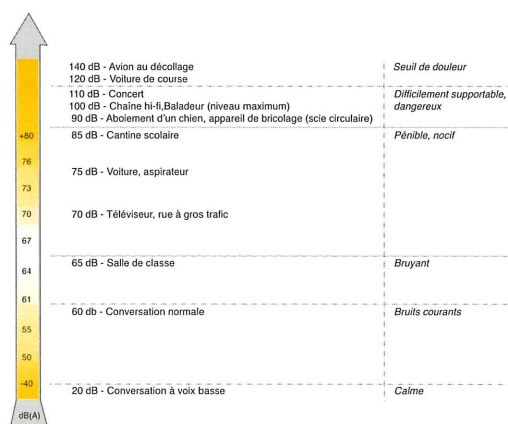 140 dB - Avion au décollage Seuil de douleur
120 dB - Voiture de course
110 dB - Concert Difficilement supportable,
100 dB - Chaîne hi-fi,Baladeur (niveau maximum) dangereux
90 dB - Aboiement d'un chien, appareil de bricolage (scie circulaire)
+80 85 dB - Cantine scolaire Pénible, nocif
76
75 dB - Voiture, aspirateur
73
70 70 dB - Téléviseur, rue à gros trafic
67
65 dB - Salle de classe Bruyant
64
61
60 db - Conversation normale Bruits courants
55
50
-40
20 dB - Conversation à voix basse Calme
dB(A)